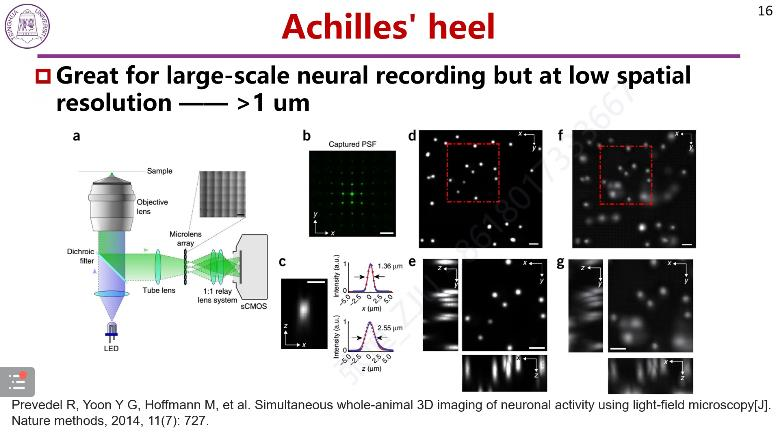 16
Achilles' heel
Great for large-scale neural recording but at low spatial
resolution —— >1 um
a
Sample
Objective
lens
Microlens
array
Dichroic
filter
Tube lens
1:1 relay
lens system
sCMOS
LED
b
Captured PSF
y
x
c
z
x
Intensity (a.u.)
1
0
1.36 μm
-5.0
-2.5
0
2.5
5.0
x (μm)
Intensity (a.u.)
1
0
2.55 μm
-5.0
-2.5
0
2.5
5.0
z (μm)
d
x
y
e
z
y
x
y
x
z
f
x
y
g
z
y
x
y
x
z
Prevedel R, Yoon Y G, Hoffmann M, et al. Simultaneous whole-animal 3D imaging of neuronal activity using light-field microscopy[J].
Nature methods, 2014, 11(7): 727.